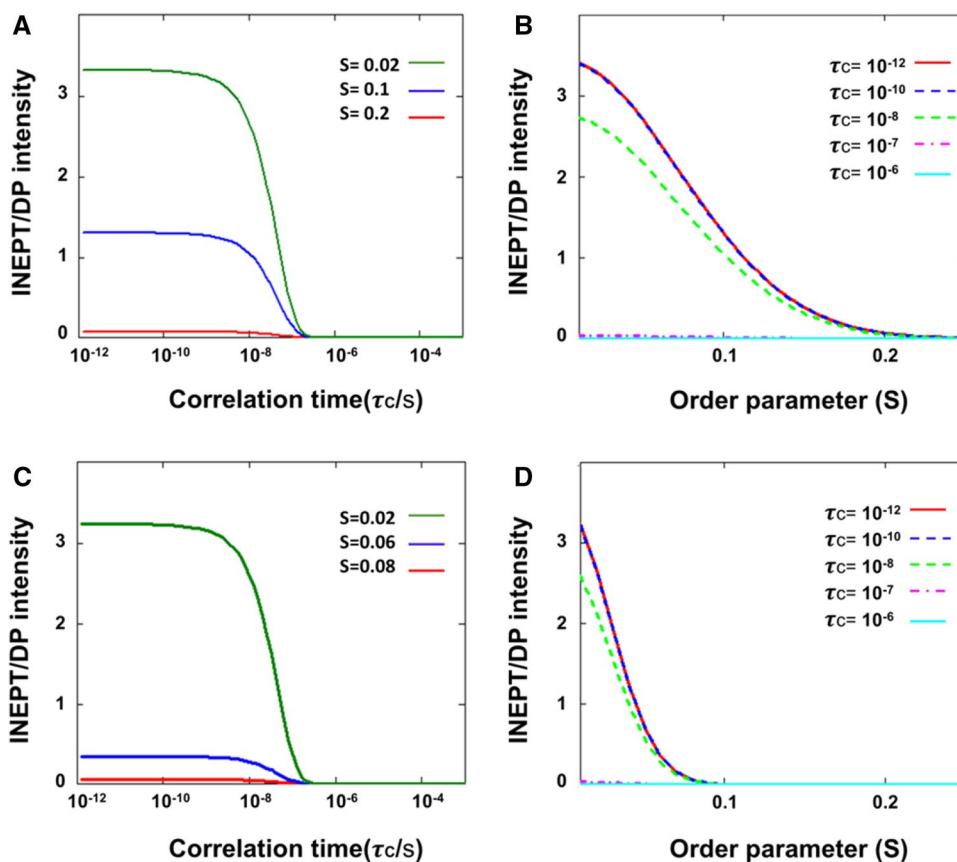 A
INEPT/DP intensity
3
2
1
0
S= 0.02
S= 0.1
S= 0.2
10-12
10-10
10-8
10-6
10-4
Correlation time(τc/s)
B
INEPT/DP intensity
3
2
1
0
τc= 10-12
τc= 10-10
τc= 10-8
τc= 10-7
τc= 10-6
0.1
0.2
Order parameter (S)
C
INEPT/DP intensity
3
2
1
0
S=0.02
S=0.06
S=0.08
10-12
10-10
10-8
10-6
10-4
Correlation time(τc/s)
D
INEPT/DP intensity
3
2
1
0
τc= 10-12
τc= 10-10
τc= 10-8
τc= 10-7
τc= 10-6
0.1
0.2
Order parameter (S)